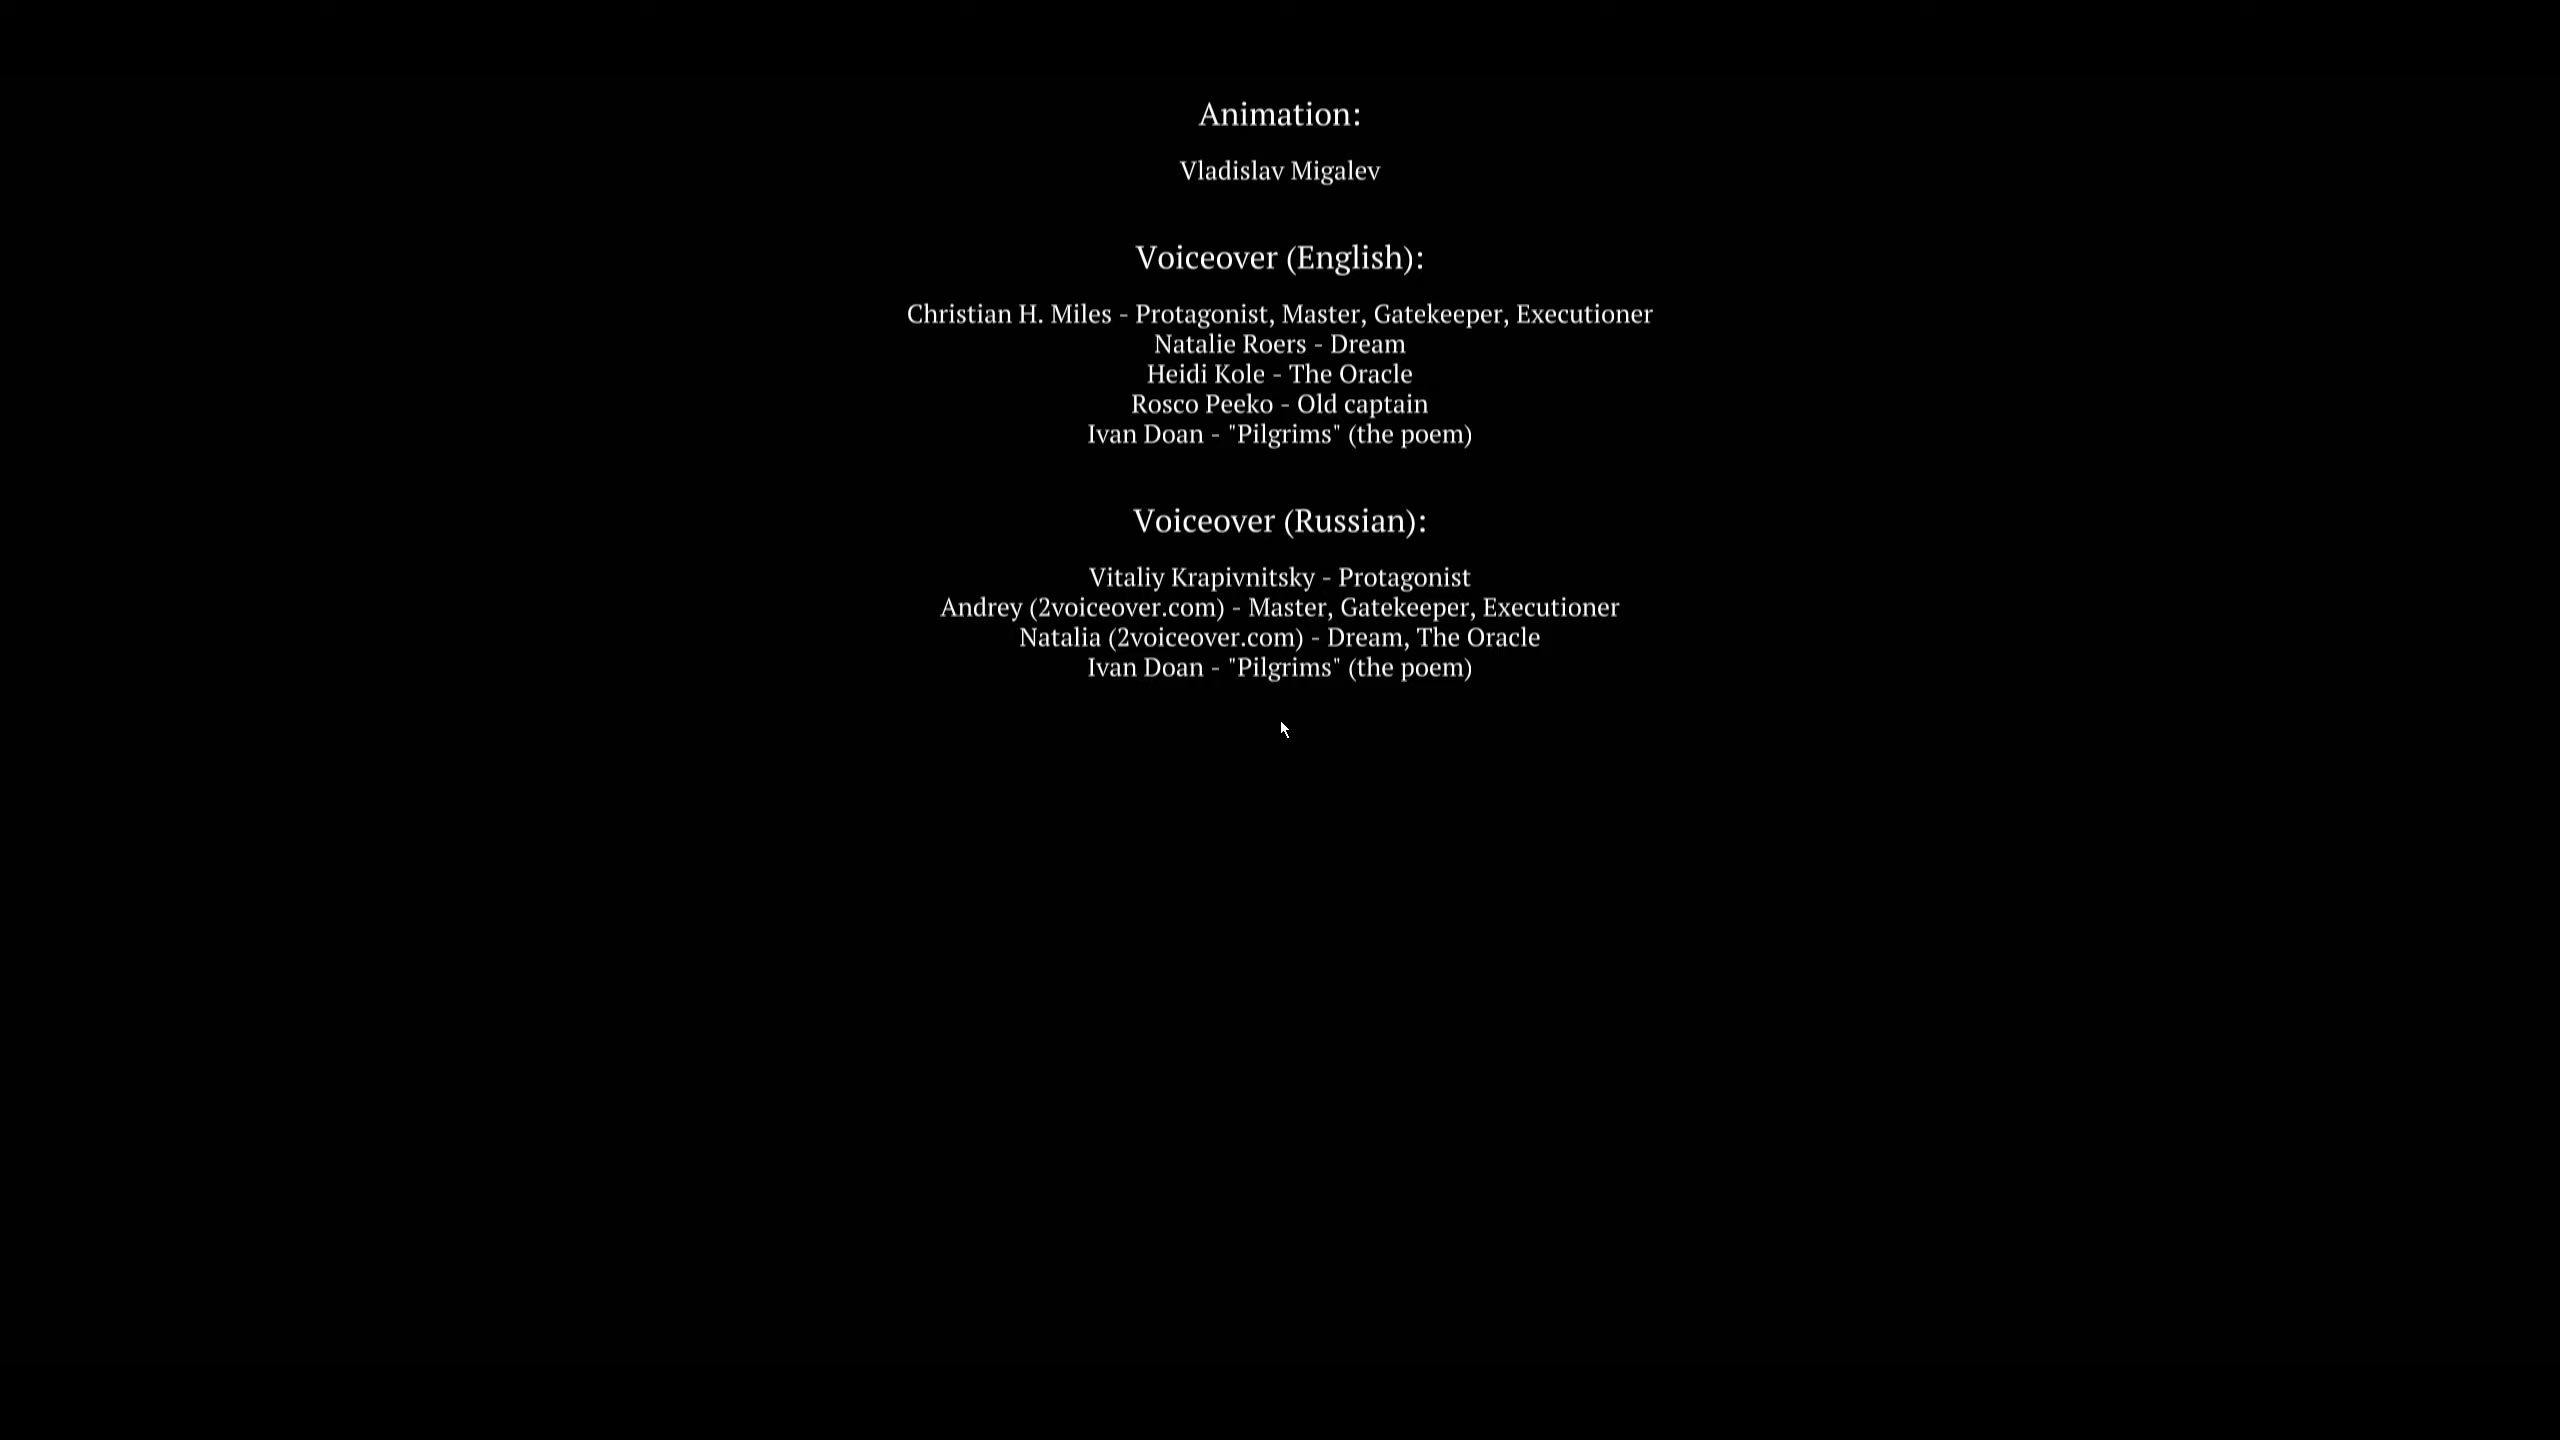 Animation:
Vladislav Migalev
Voiceover (English):
Christian H. Miles - Protagonist, Master, Gatekeeper, Executioner
Natalie Roers - Dream
Heidi Kole - The Oracle
Rosco Peeko - Old captain
Ivan Doan - "Pilgrims" (the poem)
Voiceover (Russian):
Vitaliy Krapivnitsky - Protagonist
Andrey (2voiceover.com) - Master, Gatekeeper, Executioner
Natalia (2voiceover.com) - Dream, The Oracle
Ivan Doan - "Pilgrims" (the poem)